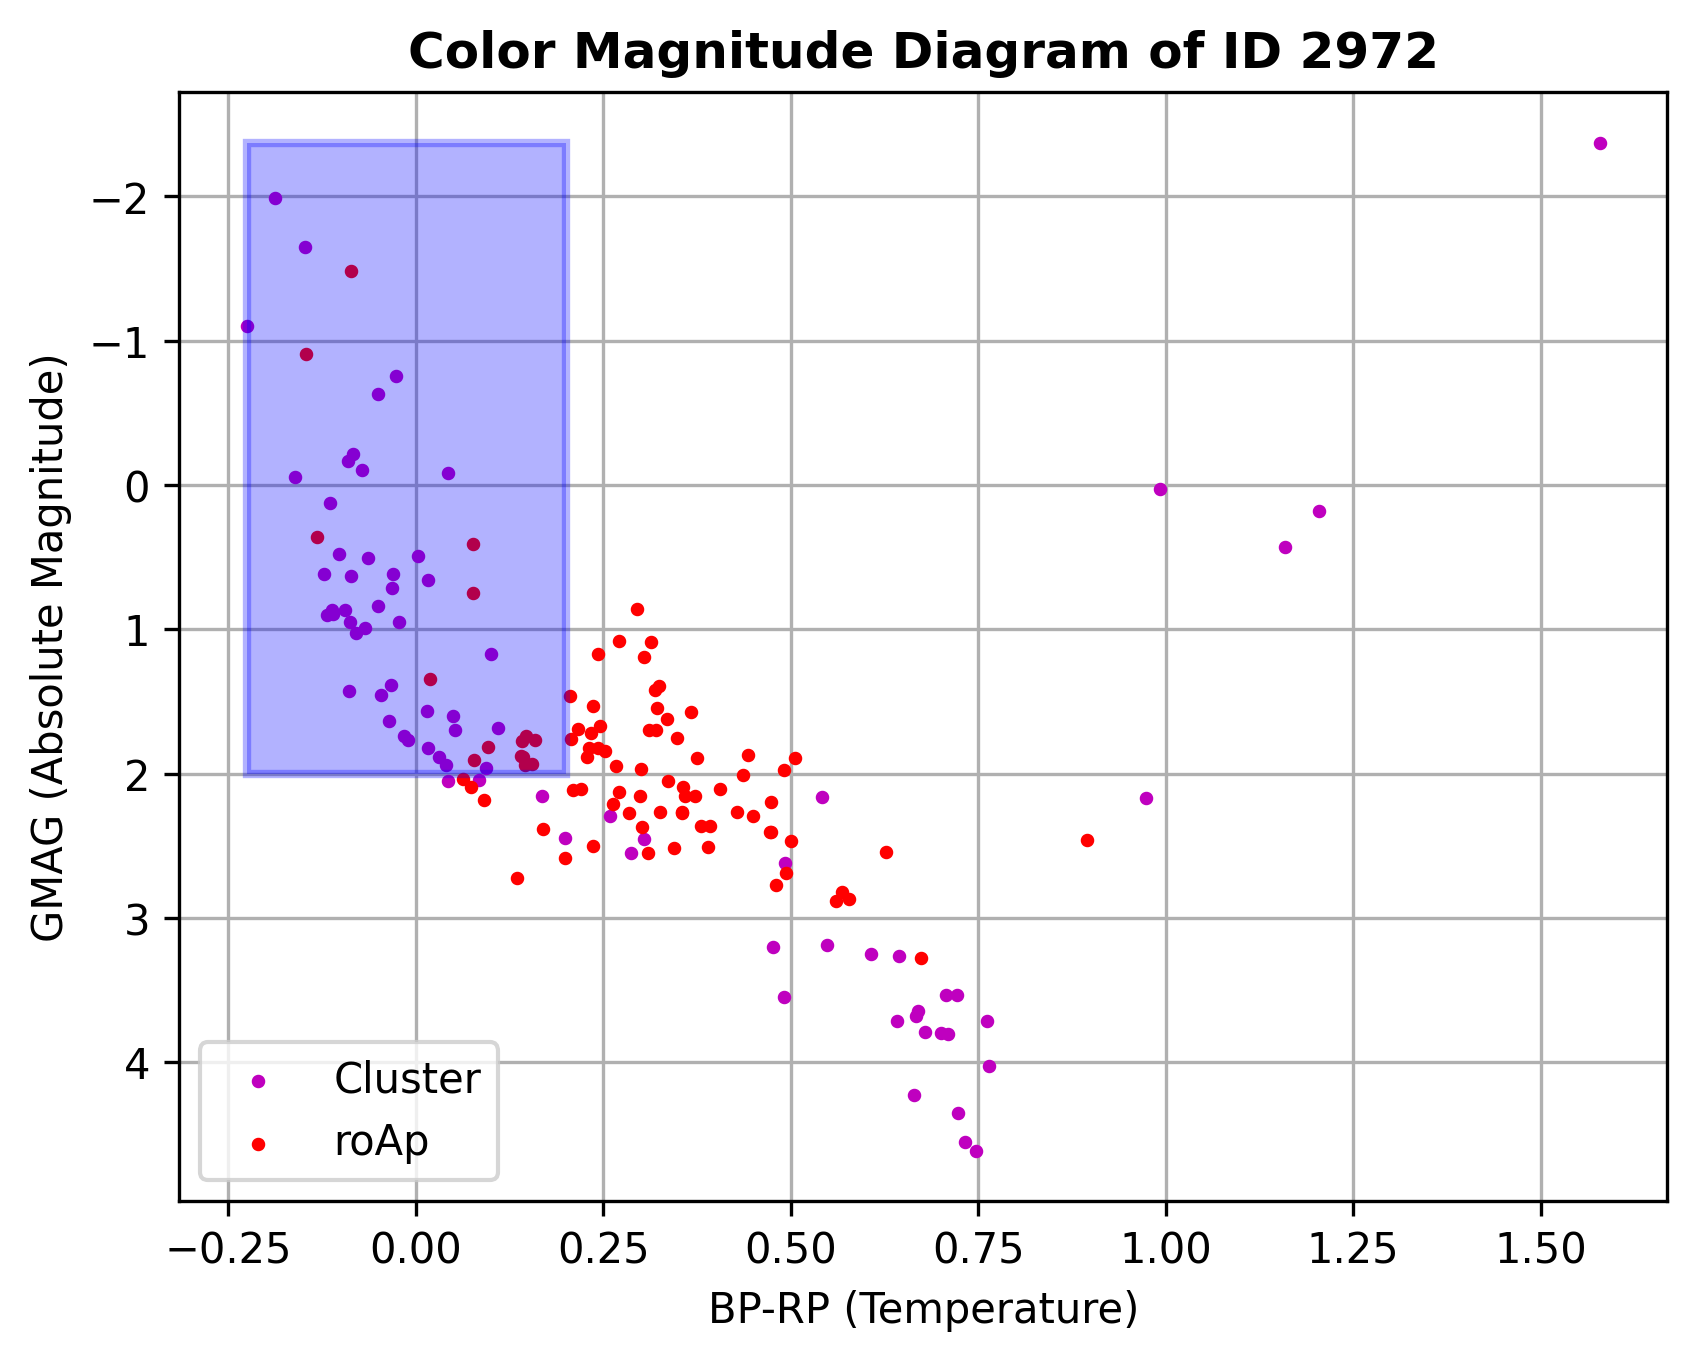 Color Magnitude Diagram of ID 2972
GMAG (Absolute Magnitude)
−2
−1
0
1
2
3
4
Cluster
roAp
−0.25 0.00 0.25 0.50 0.75 1.00 1.25 1.50
BP-RP (Temperature)